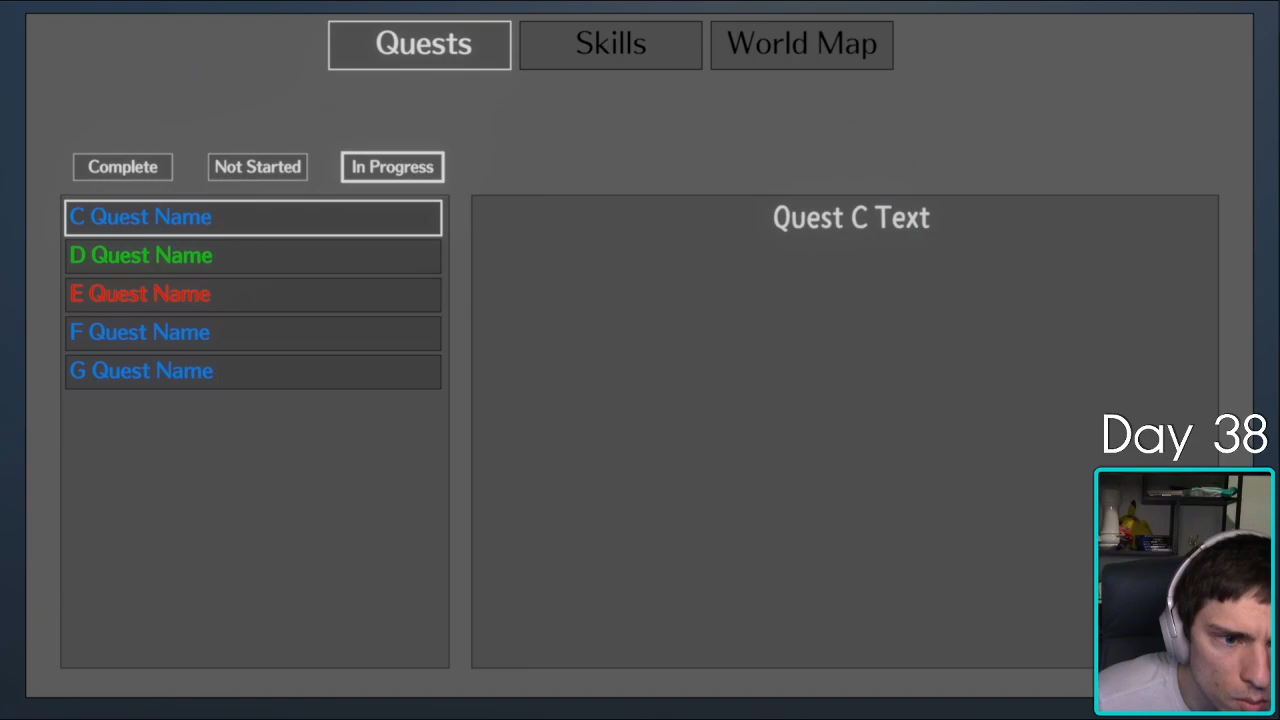 Quests
Skills
World Map
Complete
Not Started
In Progress
C Quest Name
D Quest Name
E Quest Name
F Quest Name
G Quest Name
Quest C Text
Day 38